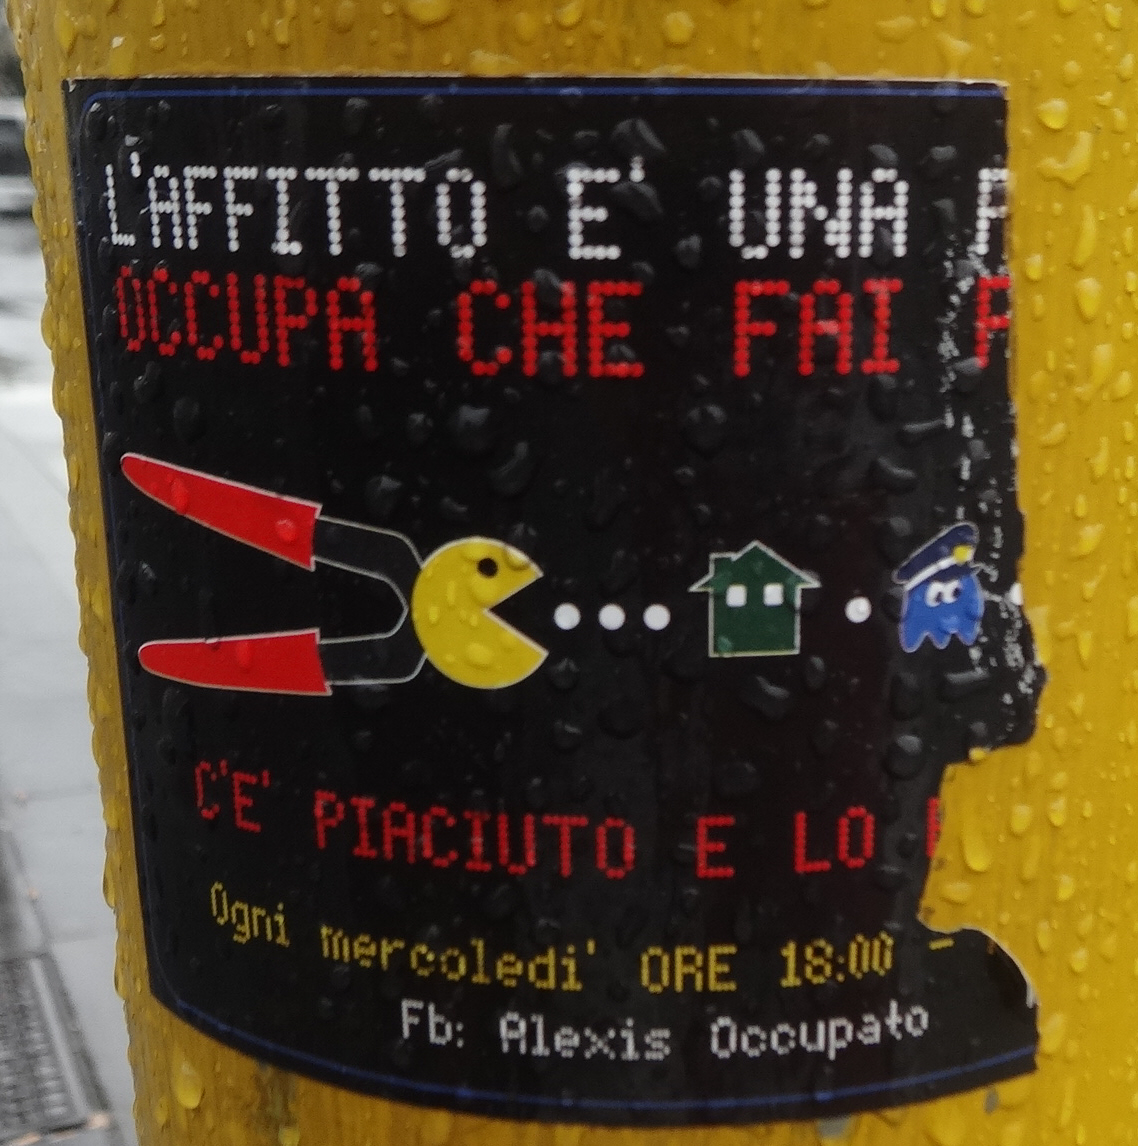 L'AFFITTO E' UNA
OCCUPA CHE FAI
C'E' PIACIUTO E LO
Ogni mercoledi' ORE 18:00 -
Fb: Alexis Occupato